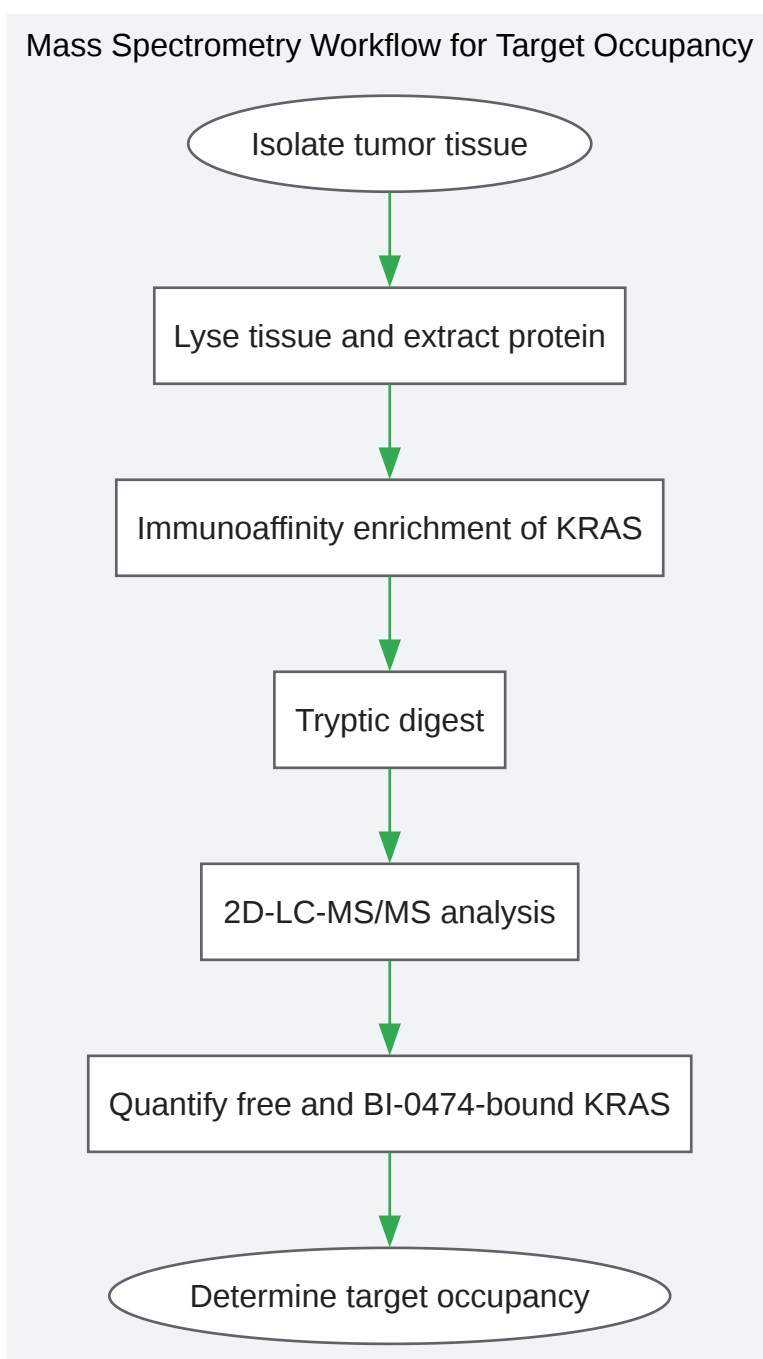 Mass Spectrometry Workflow for Target Occupancy
Isolate tumor tissue
Lyse tissue and extract protein
Immunoaffinity enrichment of KRAS
Tryptic digest
2D-LC-MS/MS analysis
Quantify free and BI-0474-bound KRAS
Determine target occupancy